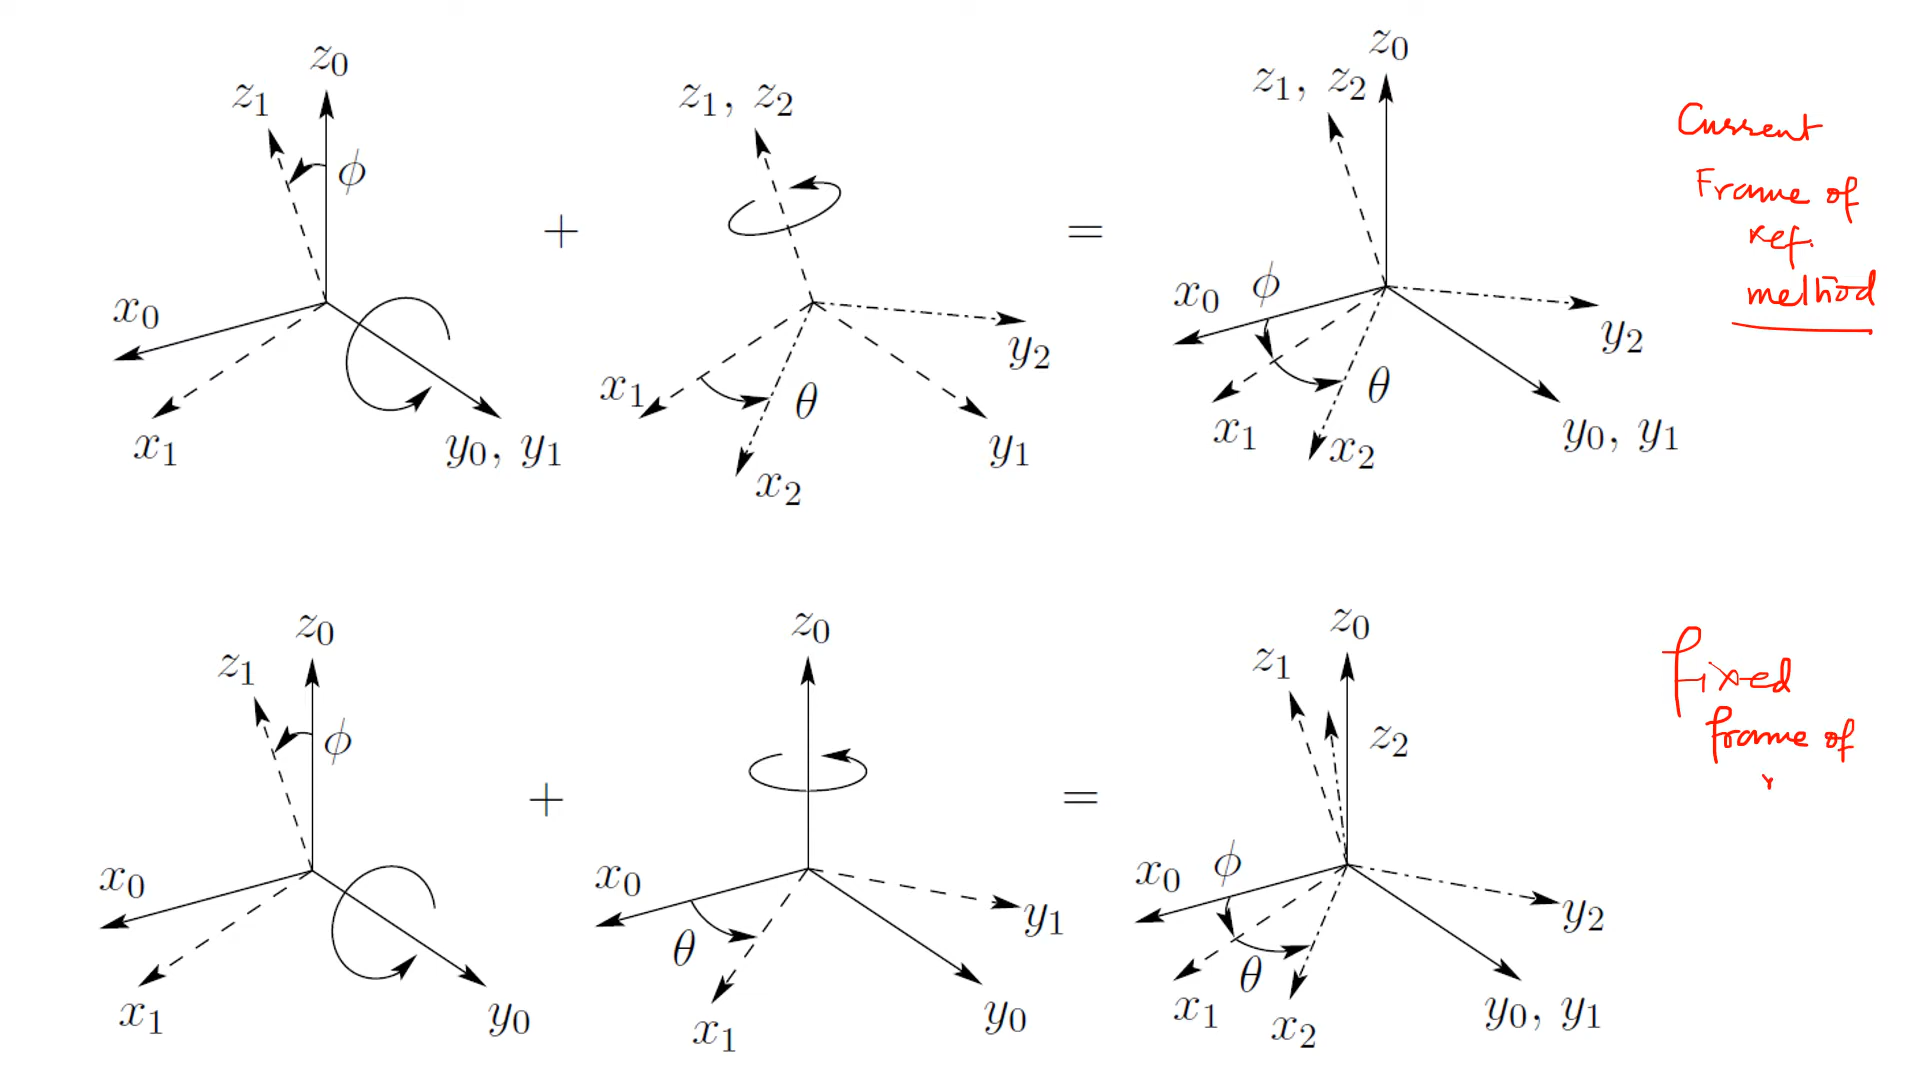 z₀
z₁
ϕ
x₀
x₁
y₀, y₁
+
z₁, z₂
x₁
θ
y₂
x₂
y₁
=
z₀
z₁, z₂
x₀ ϕ
θ
y₂
x₁
x₂
y₀, y₁
Current
Frame of
ref.
method
z₀
z₁
ϕ
x₀
x₁
y₀
+
z₀
x₀
θ
y₁
x₁
y₀
=
z₀
z₁
z₂
x₀ ϕ
y₂
θ
x₁
x₂
y₀, y₁
fixed
frame of
r